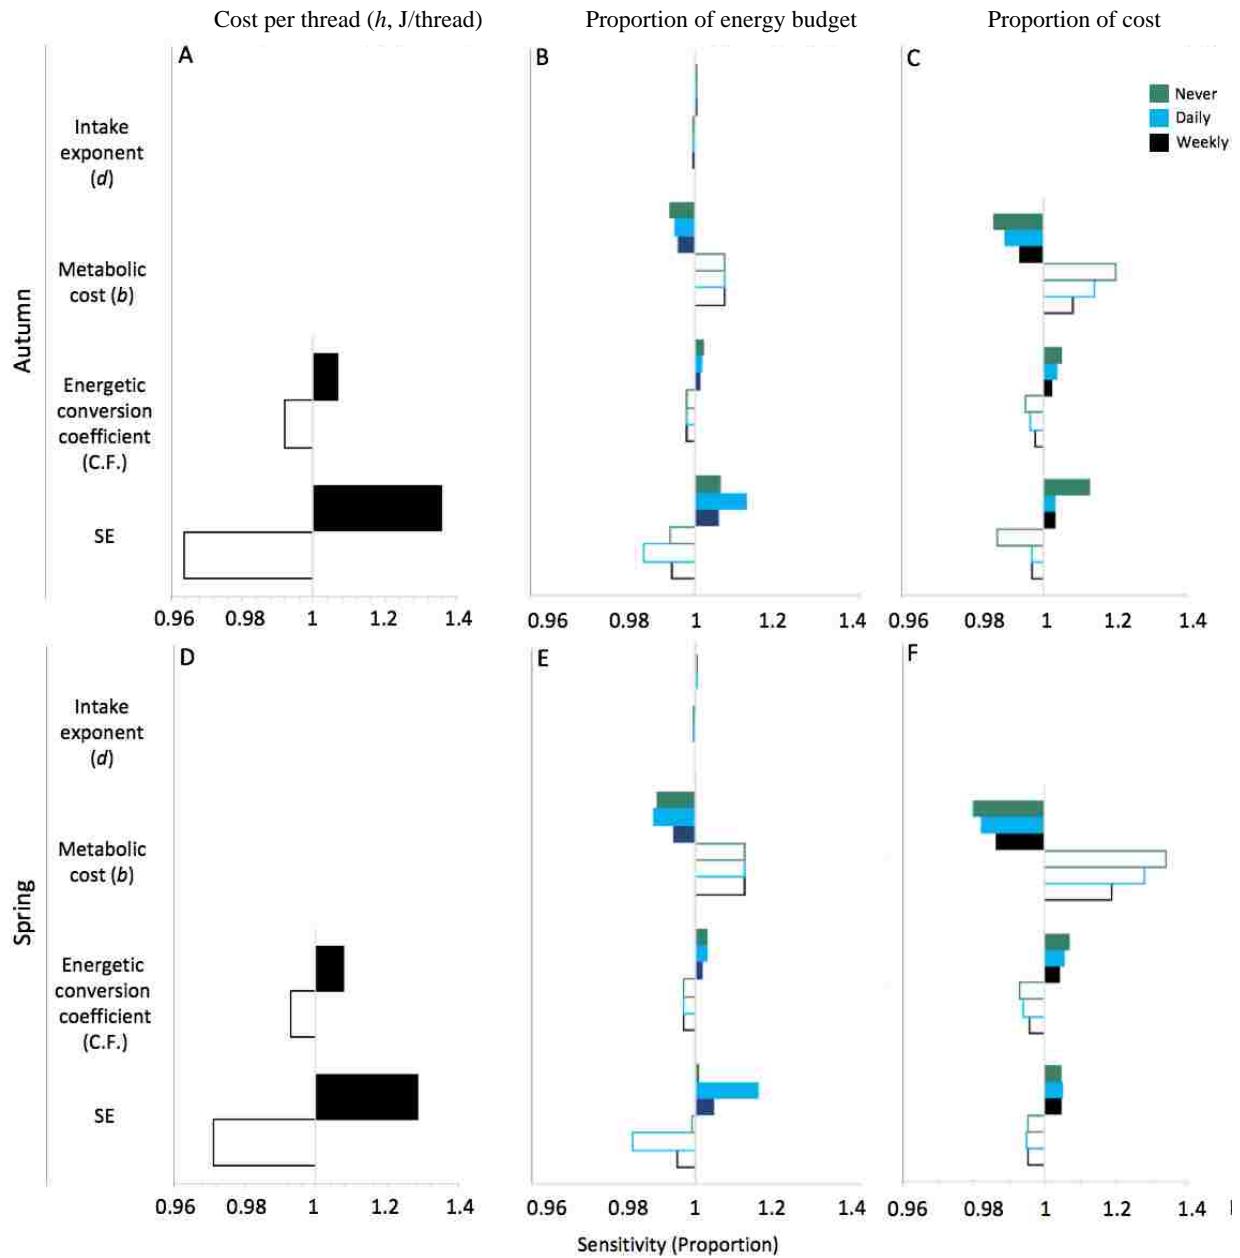 Cost per thread (h, J/thread)
Proportion of energy budget
Proportion of cost
A
B
C
Never
Daily
Weekly
Autumn
Intake
exponent
(d)
Metabolic
cost (b)
Energetic
conversion
coefficient
(C.F.)
SE
0.96 0.98 1 1.2 1.4
0.96 0.98 1 1.2 1.4
0.96 0.98 1 1.2 1.4
D
E
F
Spring
Intake
exponent
(d)
Metabolic
cost (b)
Energetic
conversion
coefficient
(C.F.)
SE
0.96 0.98 1 1.2 1.4
0.96 0.98 1 1.2 1.4
0.96 0.98 1 1.2 1.4
Sensitivity (Proportion)